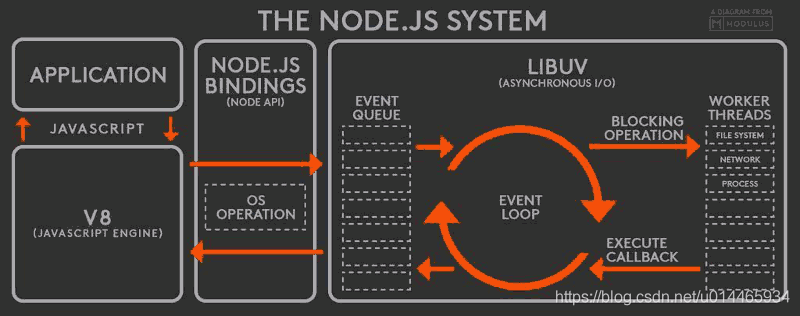 THE NODE.JS SYSTEM
A DIAGRAM FROM
MODULUS
APPLICATION
JAVASCRIPT
V8
(JAVASCRIPT ENGINE)
NODE.JS
BINDINGS
(NODE API)
OS
OPERATION
LIBUV
(ASYNCHRONOUS I/O)
EVENT
QUEUE
EVENT
LOOP
BLOCKING
OPERATION
EXECUTE
CALLBACK
WORKER
THREADS
FILE SYSTEM
NETWORK
PROCESS
https://blog.csdn.net/u014465934